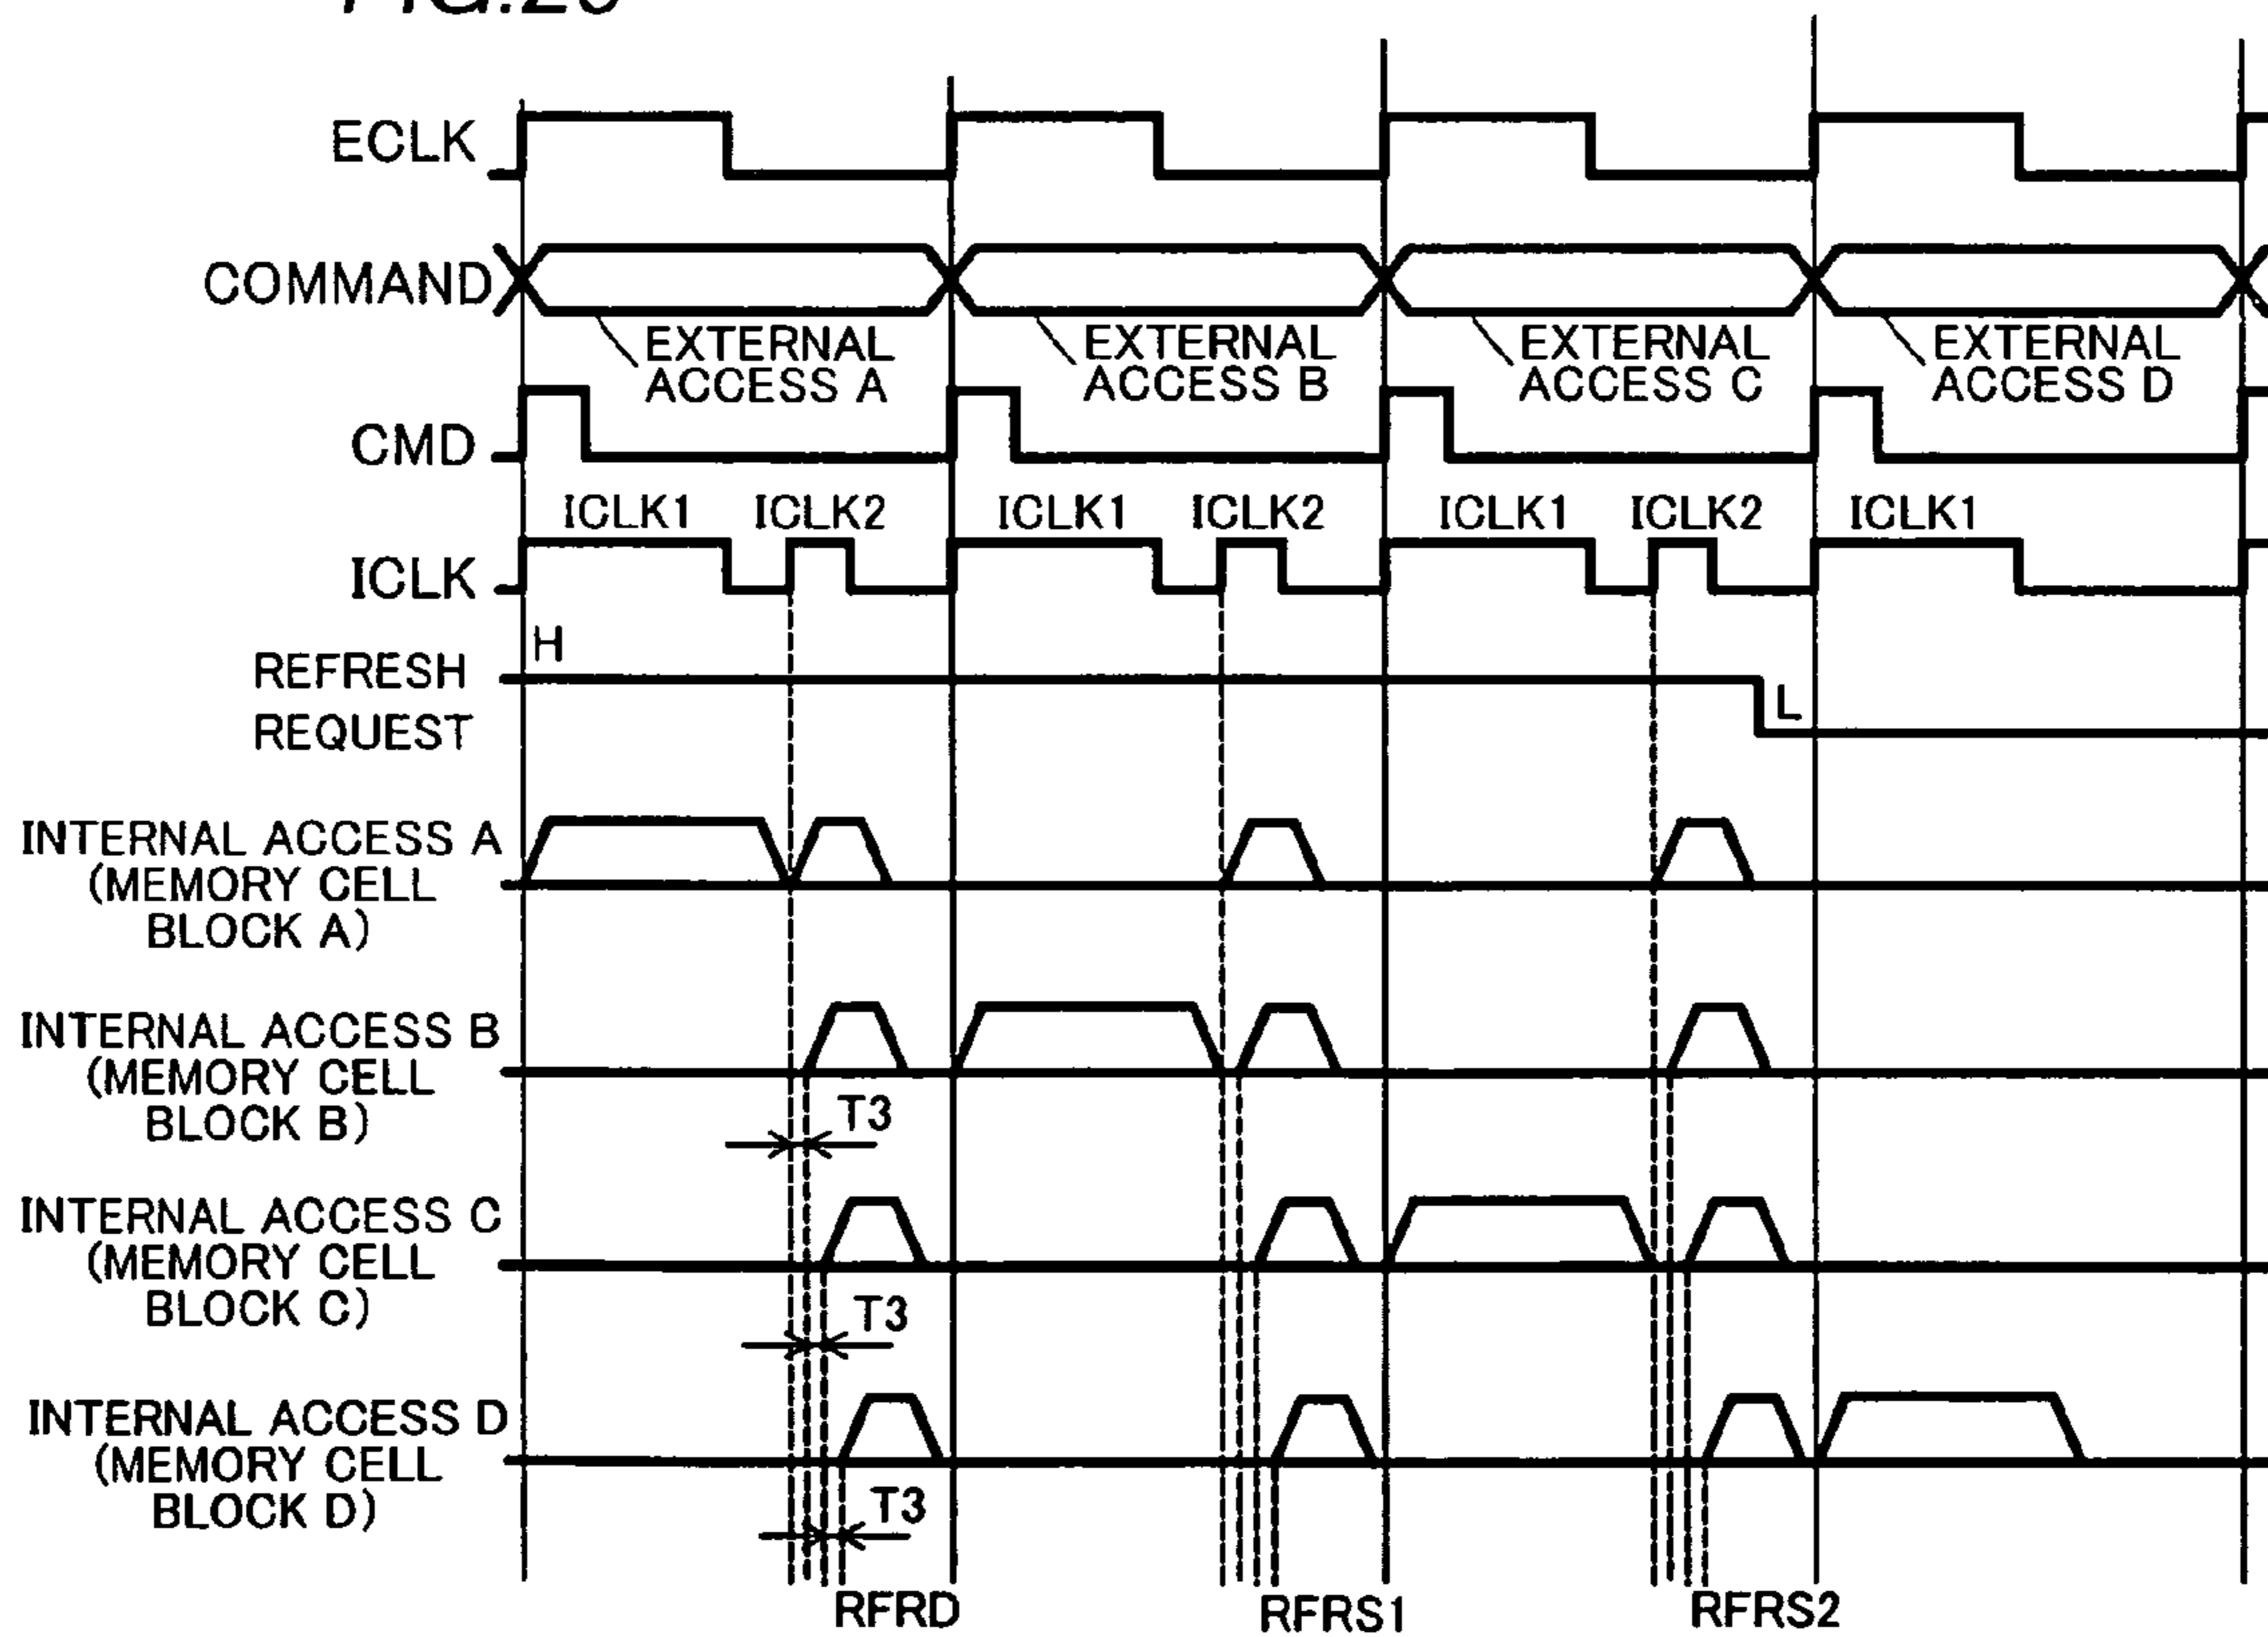 ECLK
COMMAND
EXTERNAL
ACCESS A
EXTERNAL
ACCESS B
EXTERNAL
ACCESS C
EXTERNAL
ACCESS D
CMD
ICLK1
ICLK2
ICLK1
ICLK2
ICLK1
ICLK2
ICLK1
ICLK
H
REFRESH
REQUEST
L
INTERNAL ACCESS A
(MEMORY CELL
BLOCK A)
INTERNAL ACCESS B
(MEMORY CELL
BLOCK B)
T3
INTERNAL ACCESS C
(MEMORY CELL
BLOCK C)
T3
INTERNAL ACCESS D
(MEMORY CELL
BLOCK D)
T3
RFRD
RFRS1
RFRS2